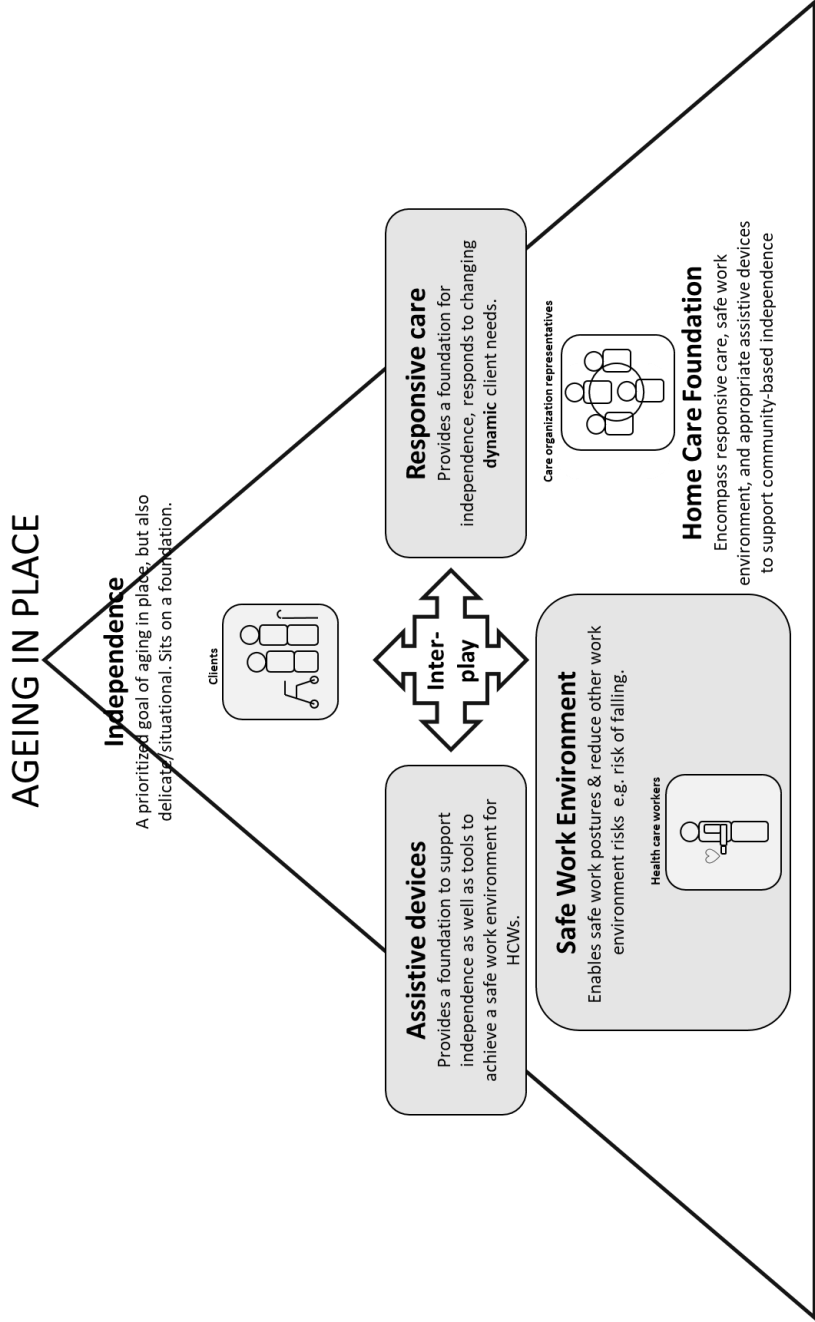 AGEING IN PLACE
Independence
A prioritized goal of aging in place, but also
delicate/situational. Sits on a foundation.
Clients
Assistive devices
Provides a foundation to support
independence as well as tools to
achieve a safe work environment for
HCWs.
Inter-
play
Responsive care
Provides a foundation for
independence, responds to changing
dynamic client needs.
Safe Work Environment
Enables safe work postures & reduce other work
environment risks e.g. risk of falling.
Health care workers
Care organization representatives
Home Care Foundation
Encompass responsive care, safe work
environment, and appropriate assistive devices
to support community-based independence